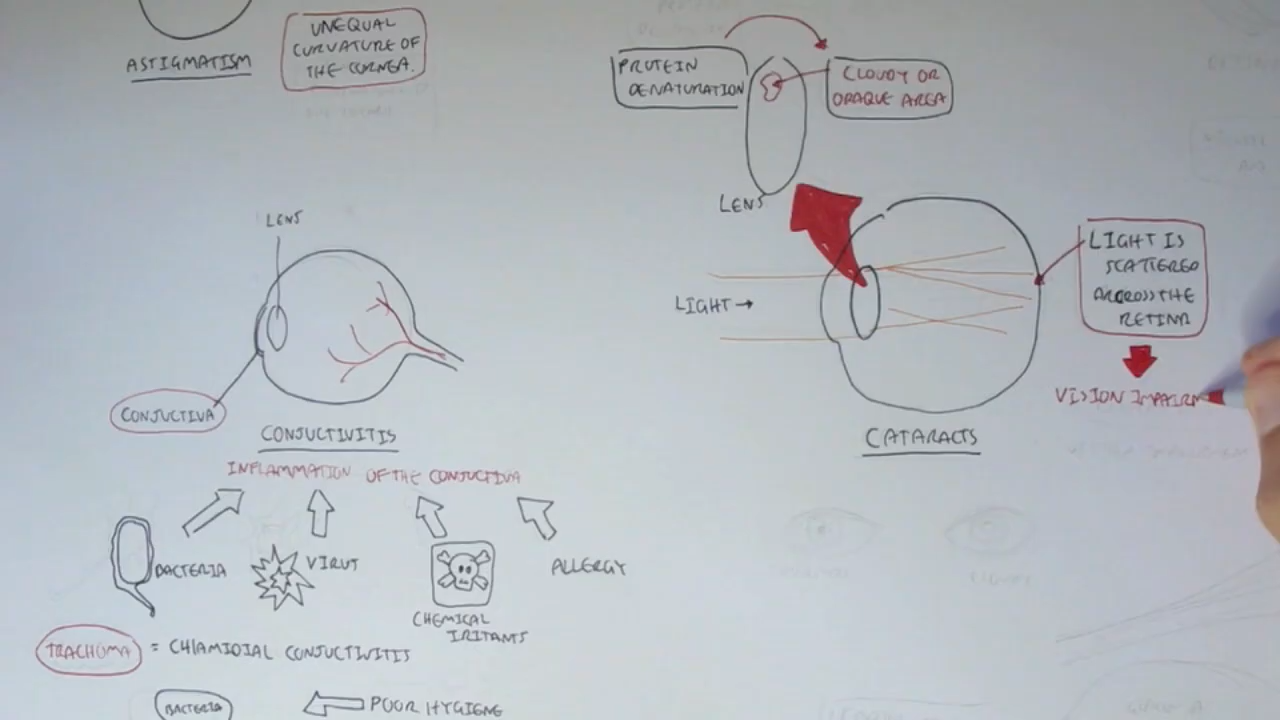 ASTIGMATISM
UNEQUAL
CURVATURE OF
THE CORNEA.
PROTEIN
DENATURATION
CLOUDY OR
OPAQUE AREA
LENS
LENS
LIGHT →
LIGHT IS
SCATTERED
ACCROSS THE
RETINA
VISION IMPAIRM
CATARACTS
CONJUCTIVA
CONJUCTIVITIS
INFLAMMATION OF THE CONJUCTIVA
BACTERIA
VIRUT
CHEMICAL
IRITANTS
ALLERGY
TRACHOMA = CHLAMIDIAL CONJUCTIVITIS
BACTERIA
POOR HYGIENE